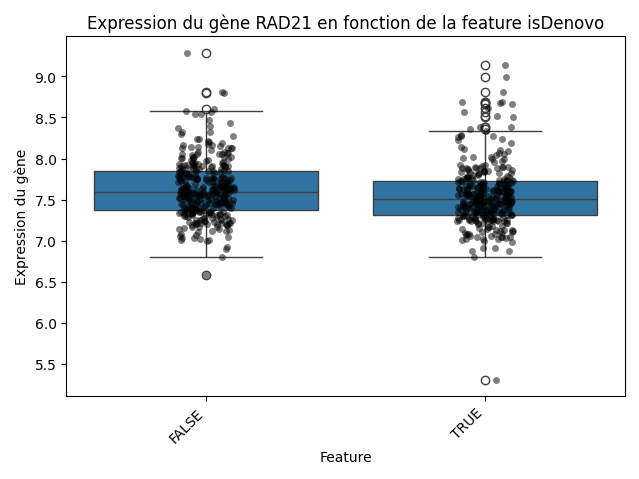 Expression du gène RAD21 en fonction de la feature isDenovo
Expression du gène
9.0
8.5
8.0
7.5
7.0
6.5
6.0
5.5
FALSE
TRUE
Feature